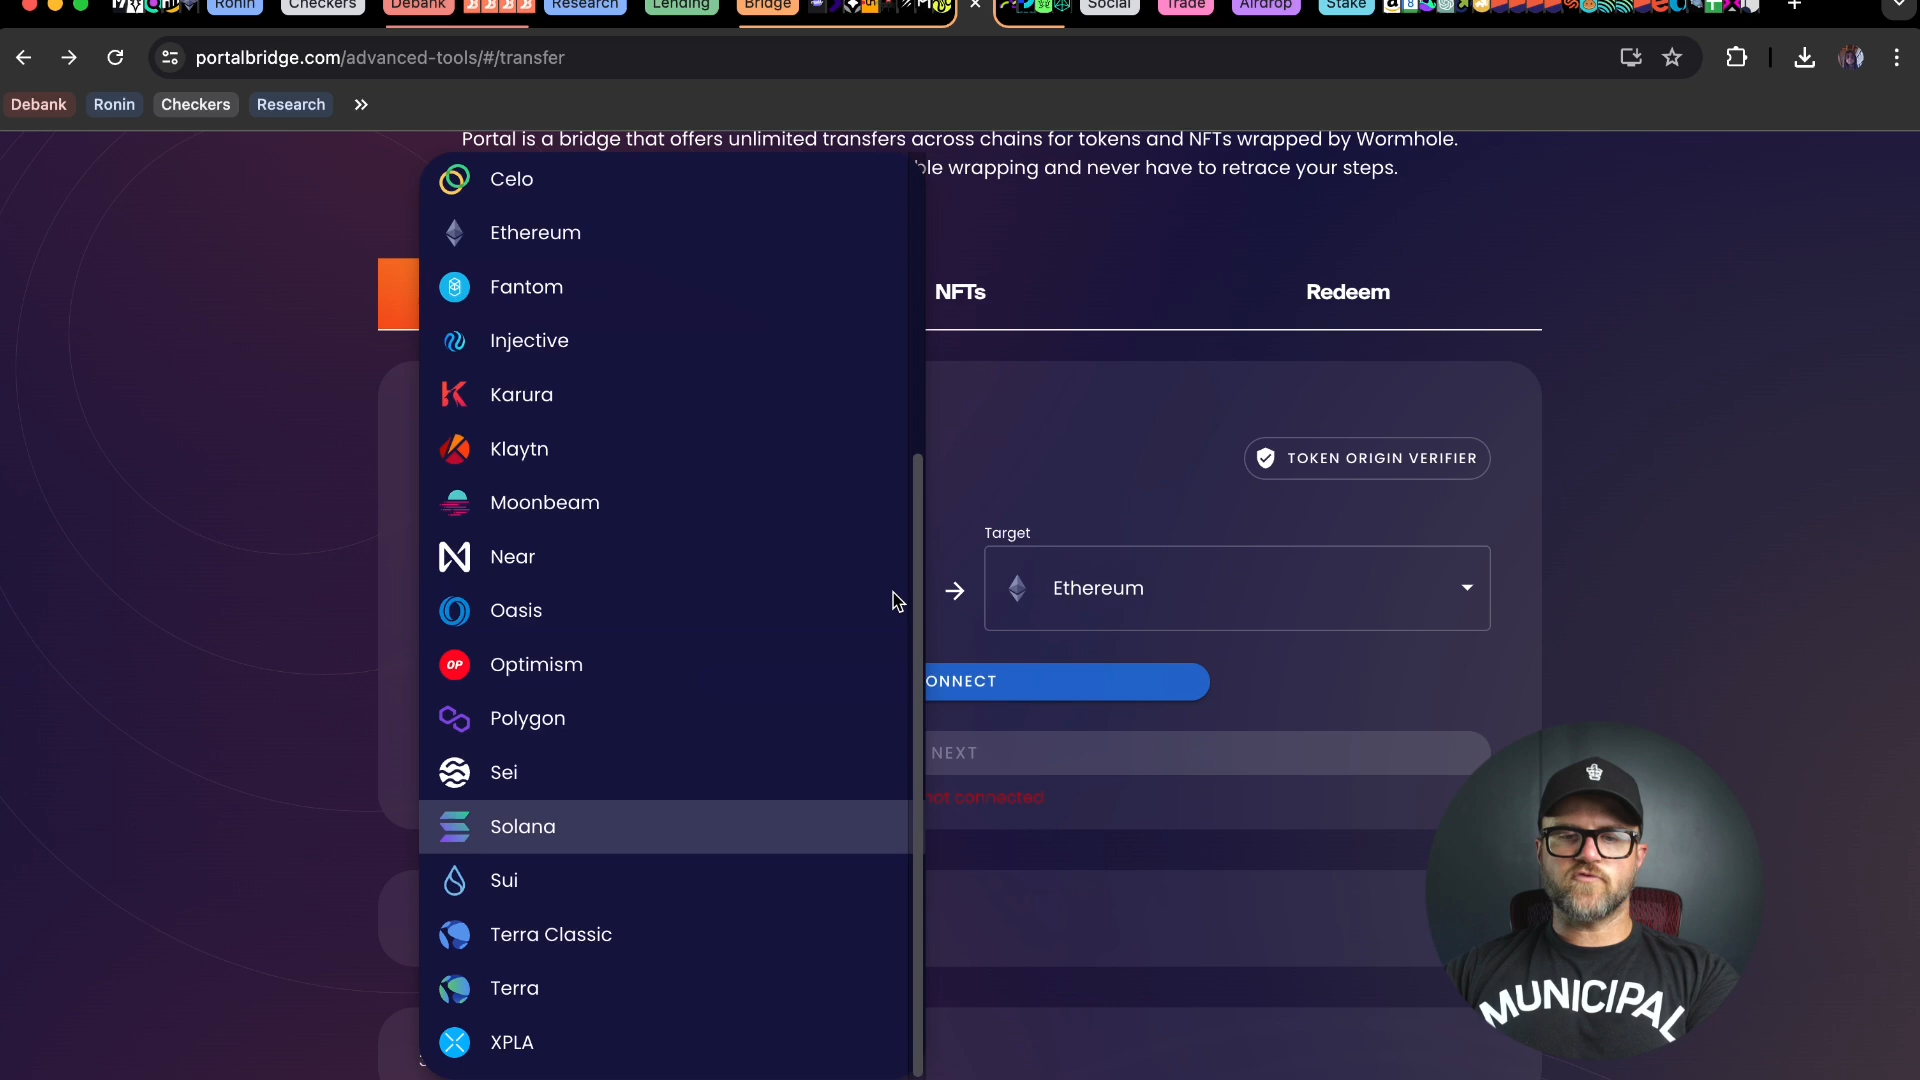 Ronin
Checkers
Debank
Research
Lending
Bridge
Social
Trade
Airdrop
Stake
portalbridge.com/advanced-tools/#/transfer
Debank
Ronin
Checkers
Research
Portal is a bridge that offers unlimited transfers across chains for tokens and NFTs wrapped by Wormhole.
ble wrapping and never have to retrace your steps.
Celo
Ethereum
Fantom
Injective
Karura
Klaytn
Moonbeam
Near
Oasis
OP Optimism
Polygon
Sei
Solana
Sui
Terra Classic
Terra
XPLA
NFTs
Redeem
TOKEN ORIGIN VERIFIER
Target
Ethereum
ONNECT
NEXT
not connected
MUNICIPAL